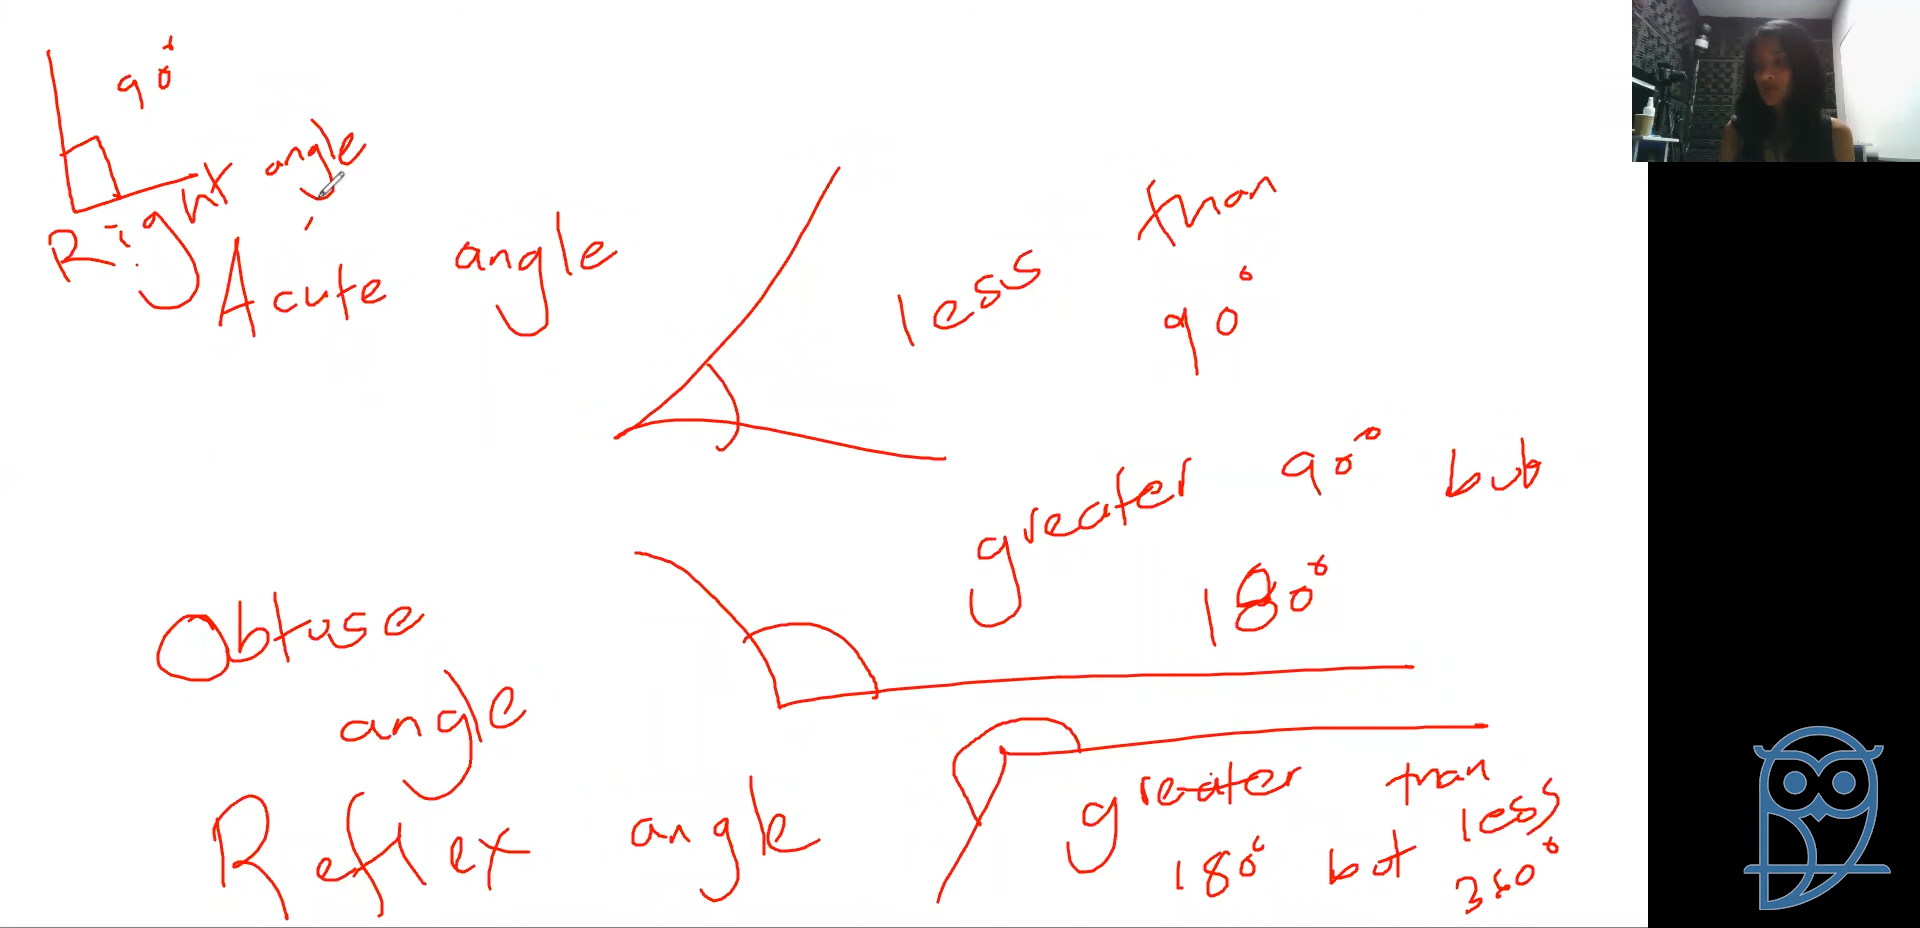 90°
Right angle
Acute angle
less than
90°
greater 90° but
180°
Obtuse
angle
Reflex angle
greater than
180° but less
360°